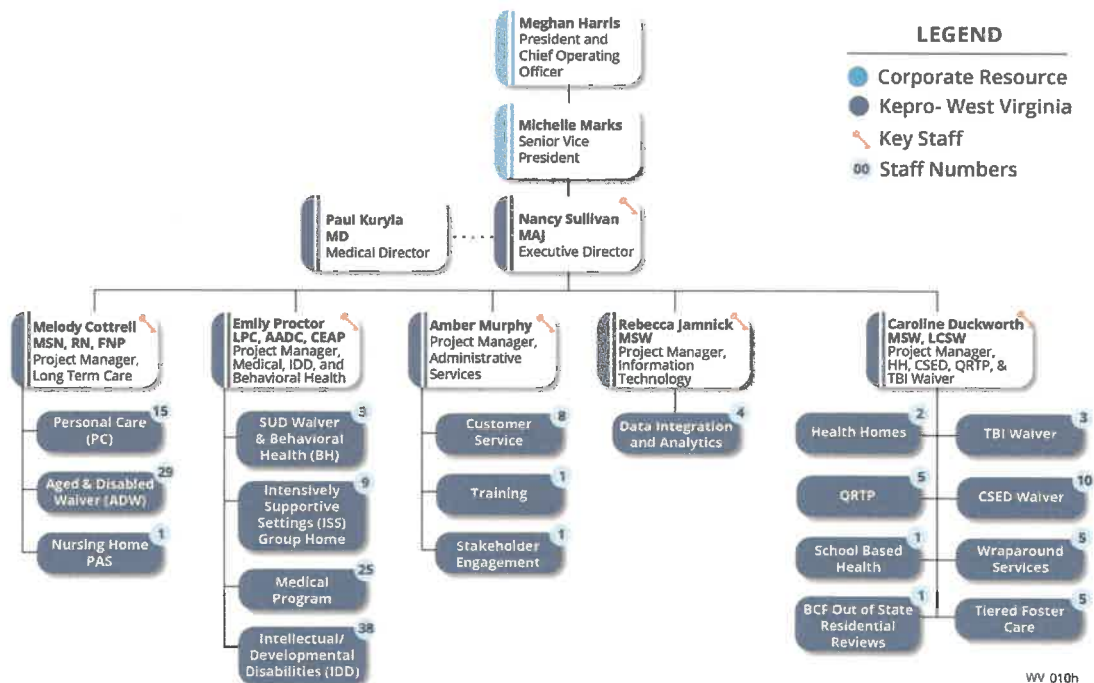 Meghan Harris
President and
Chief Operating
Officer
LEGEND
Corporate Resource
Kepro- West Virginia
Key Staff
00 Staff Numbers
Michelle Marks
Senior Vice
President
Paul Kuryla
MD
Medical Director
Nancy Sullivan
MAJ
Executive Director
Melody Cottrell
MSN, RN, FNP
Project Manager,
Long Term Care
Emily Proctor
LPC, AADC, CEAP
Project Manager,
Medical, IDD, and
Behavioral Health
Amber Murphy
Project Manager,
Administrative
Services
Rebecca Jamnick
MSW
Project Manager,
Information
Technology
Caroline Duckworth
MSW, LCSW
Project Manager,
HH, CSED, QRTP, &
TBI Waiver
15
Personal Care
(PC)
29
Aged & Disabled
Waiver (ADW)
1
Nursing Home
PAS
3
SUD Waiver
& Behavioral
Health (BH)
9
Intensively
Supportive
Settings (ISS)
Group Home
25
Medical
Program
38
Intellectual/
Developmental
Disabilities (IDD)
8
Customer
Service
1
Training
1
Stakeholder
Engagement
4
Data Integration
and Analytics
2
Health Homes
3
TBI Waiver
5
QRTP
10
CSED Waiver
1
School Based
Health
5
Wraparound
Services
1
BCF Out of State
Residential
Reviews
5
Tiered Foster
Care
WV 010h